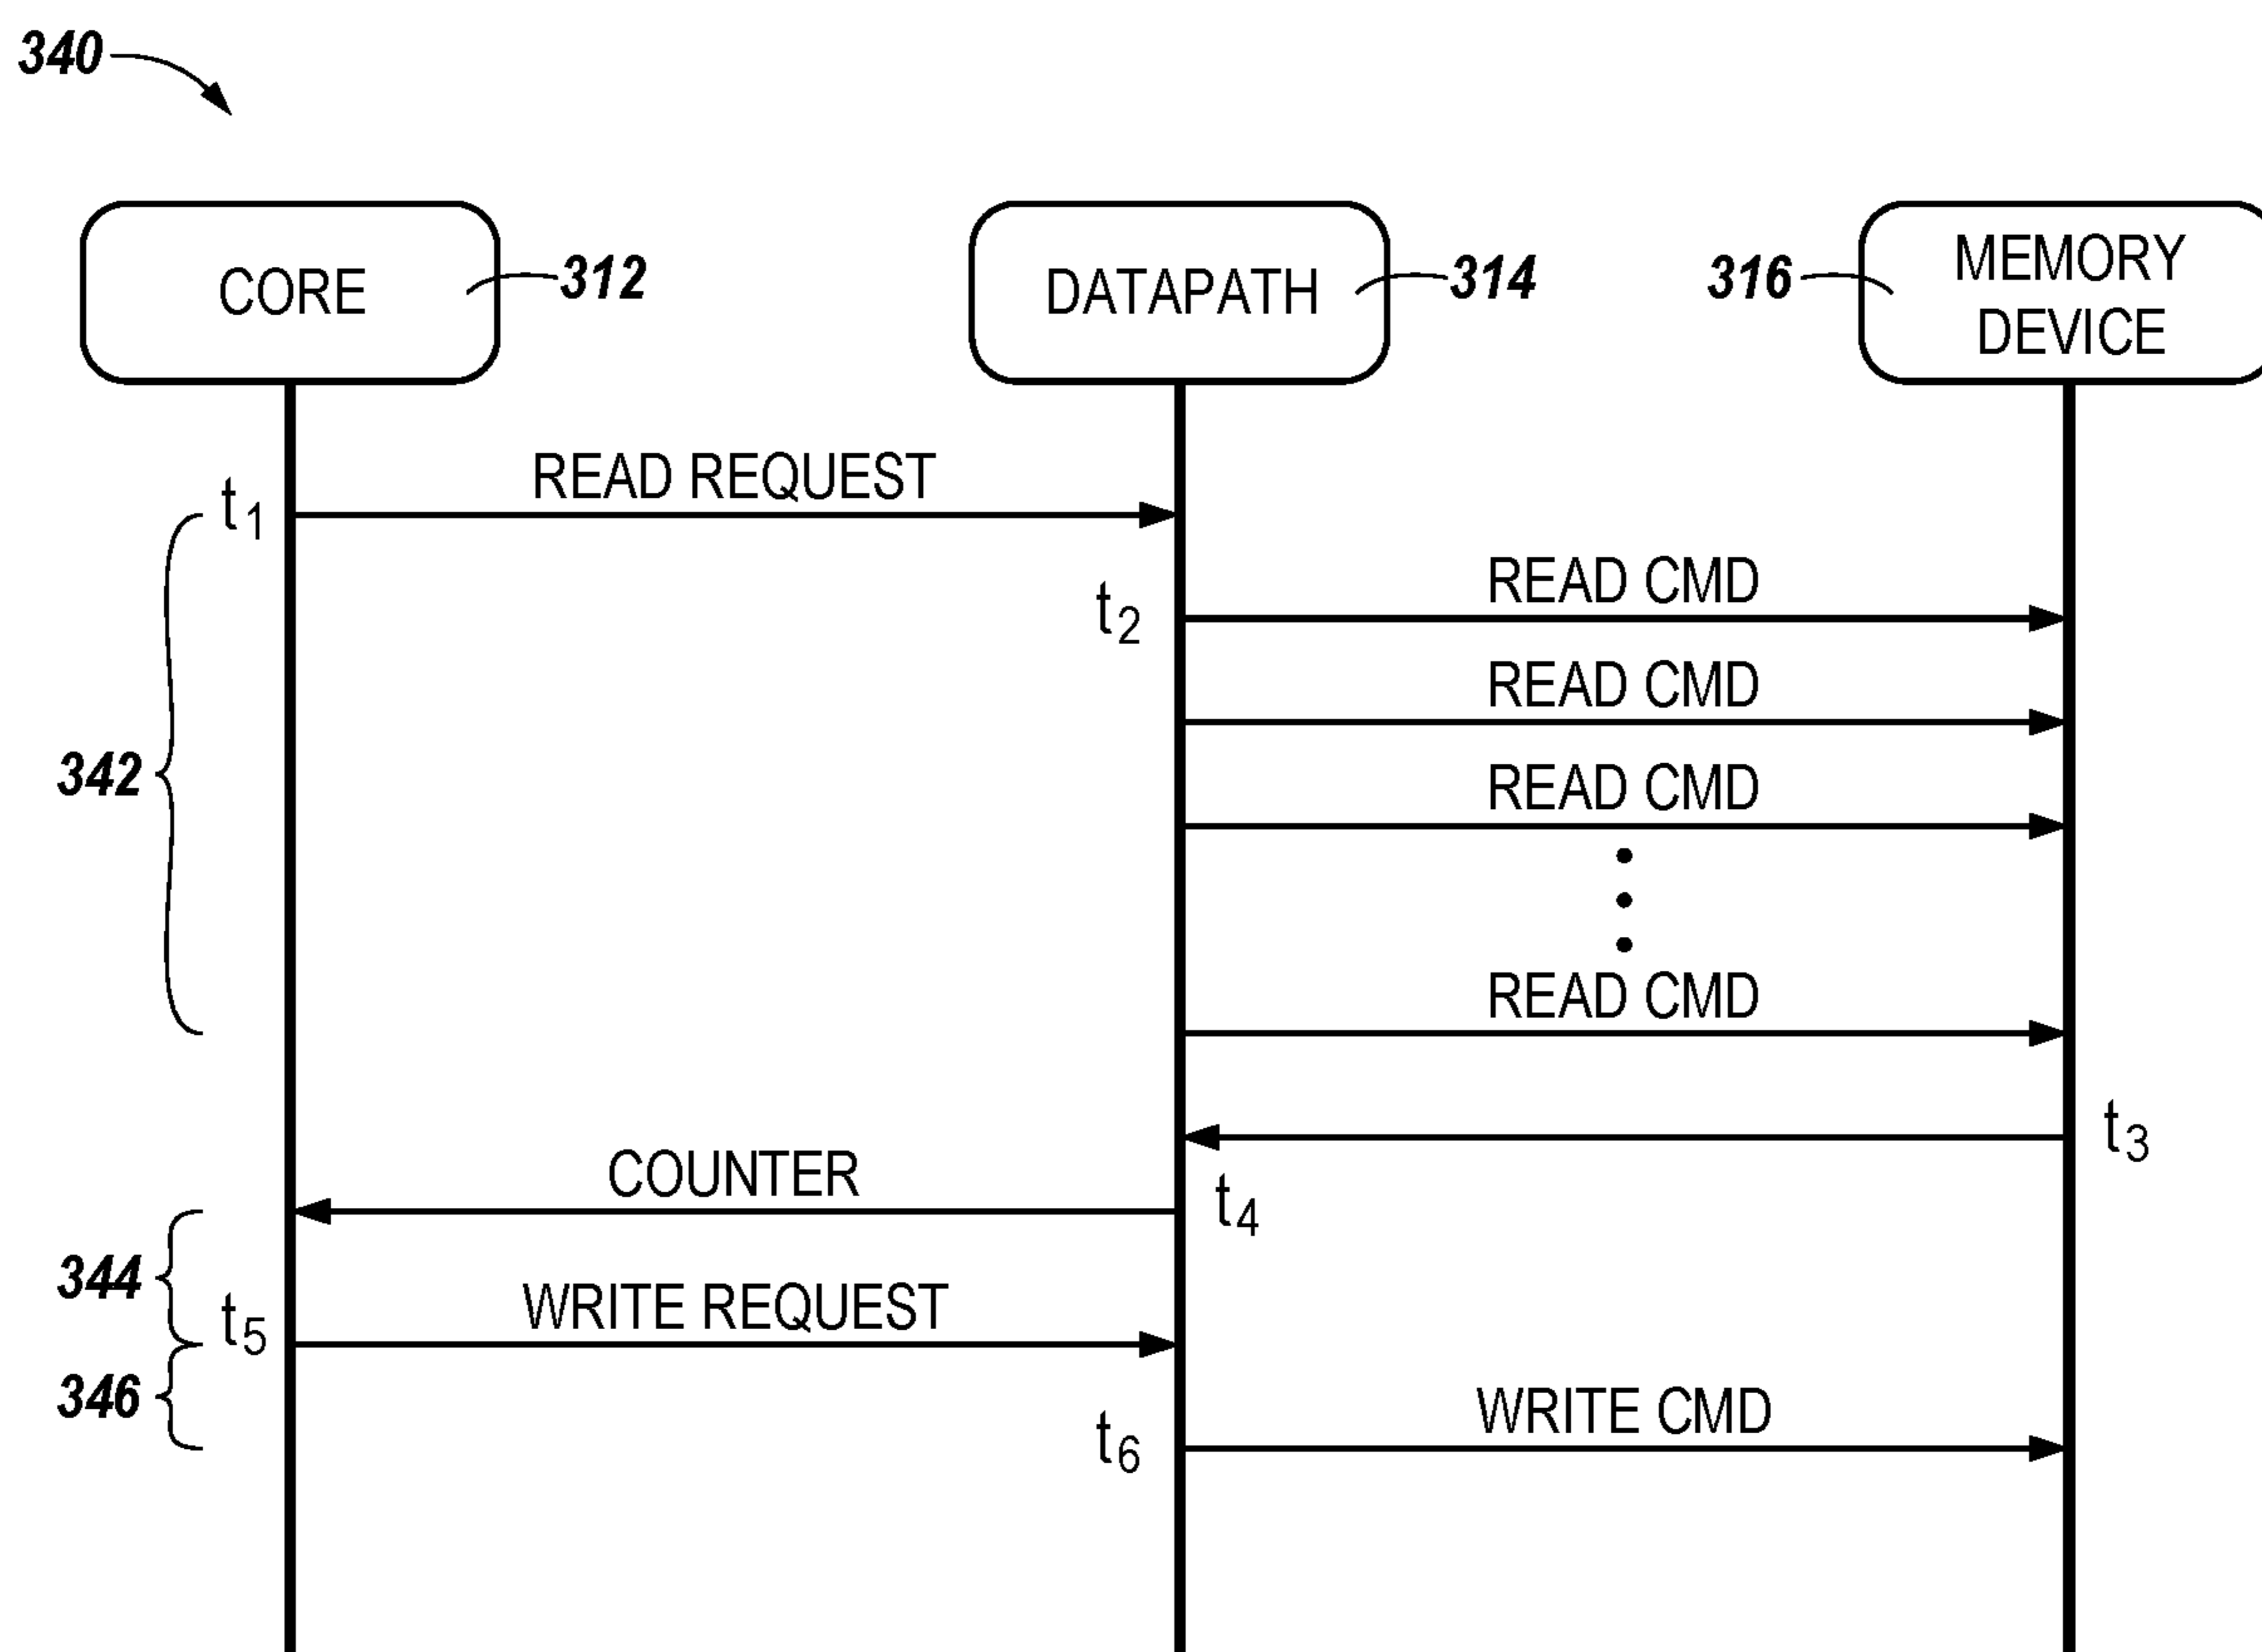 340
CORE
312
DATAPATH
314
316
MEMORY
DEVICE
READ REQUEST
t1
READ CMD
t2
READ CMD
342
READ CMD
READ CMD
t3
COUNTER
t4
344
WRITE REQUEST
t5
346
WRITE CMD
t6